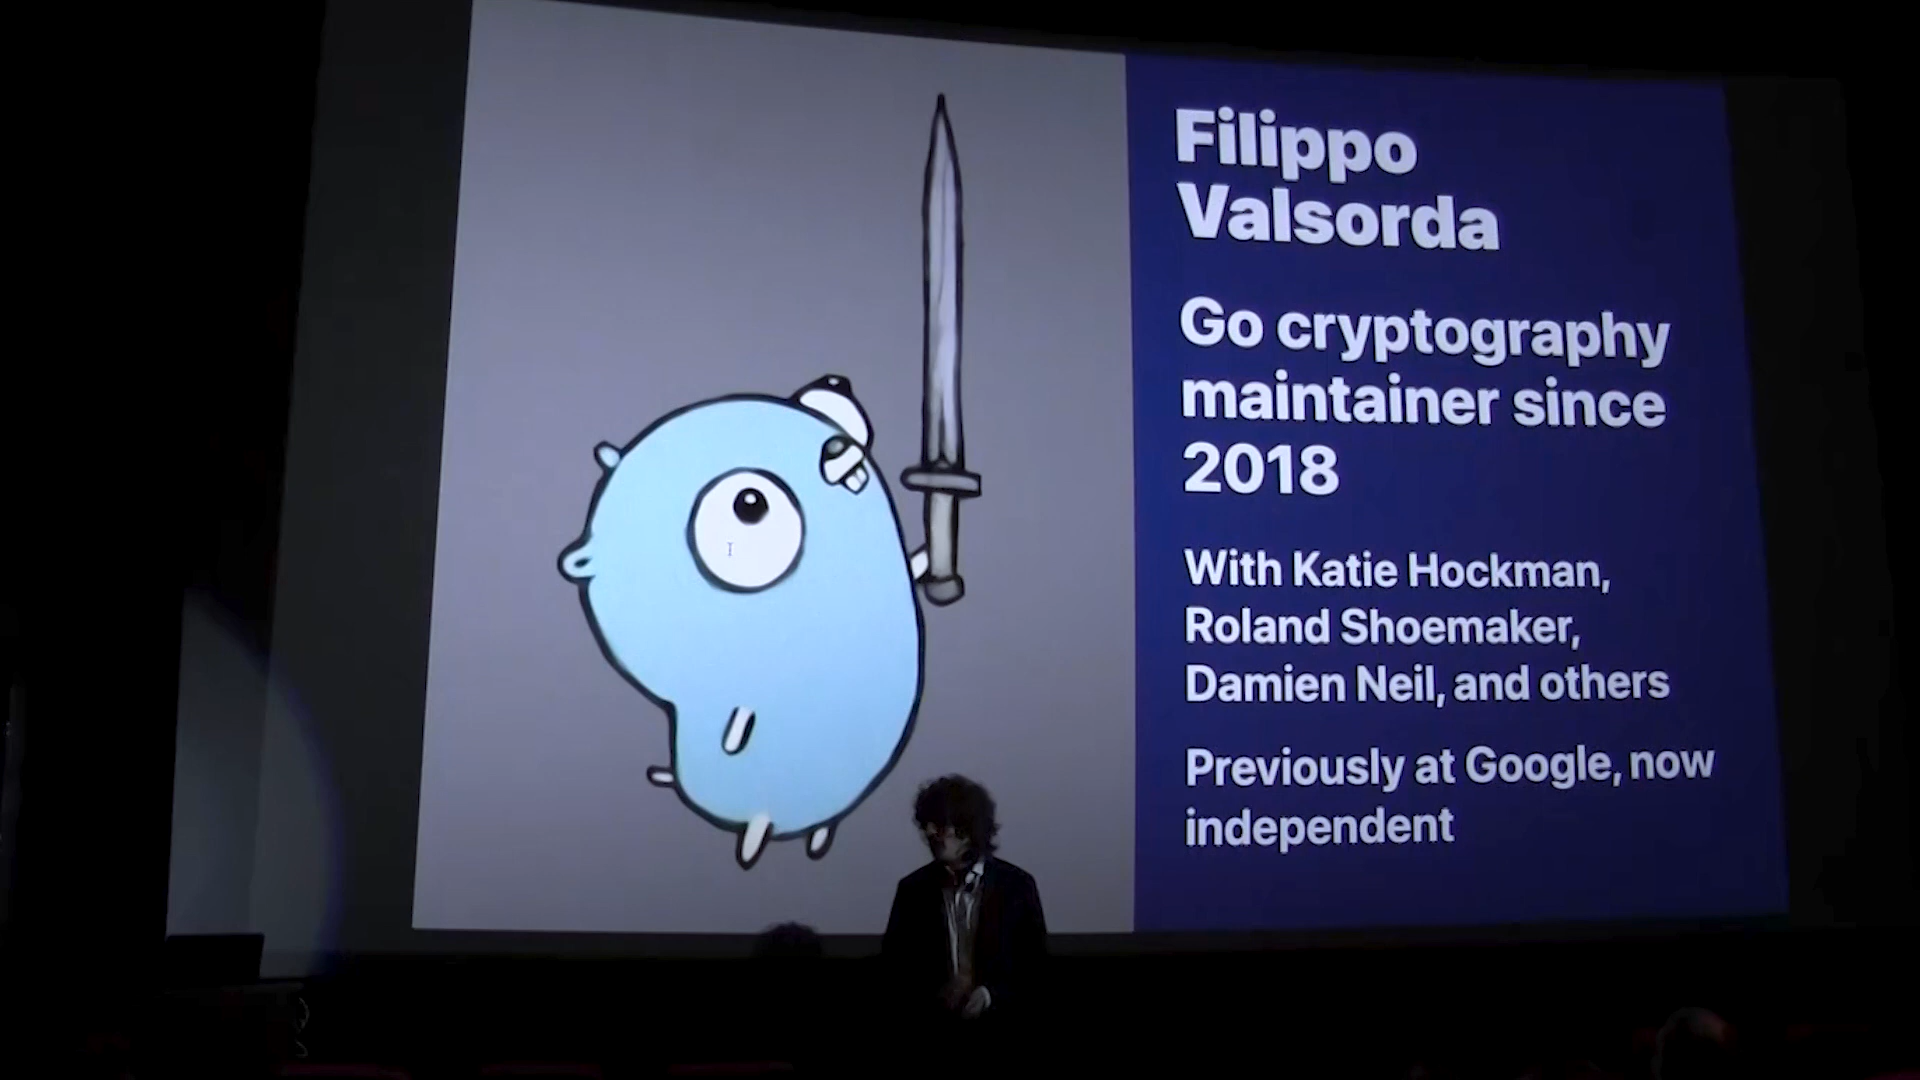 Filippo
Valsorda
Go cryptography
maintainer since
2018
With Katie Hockman,
Roland Shoemaker,
Damien Neil, and others
Previously at Google, now
independent